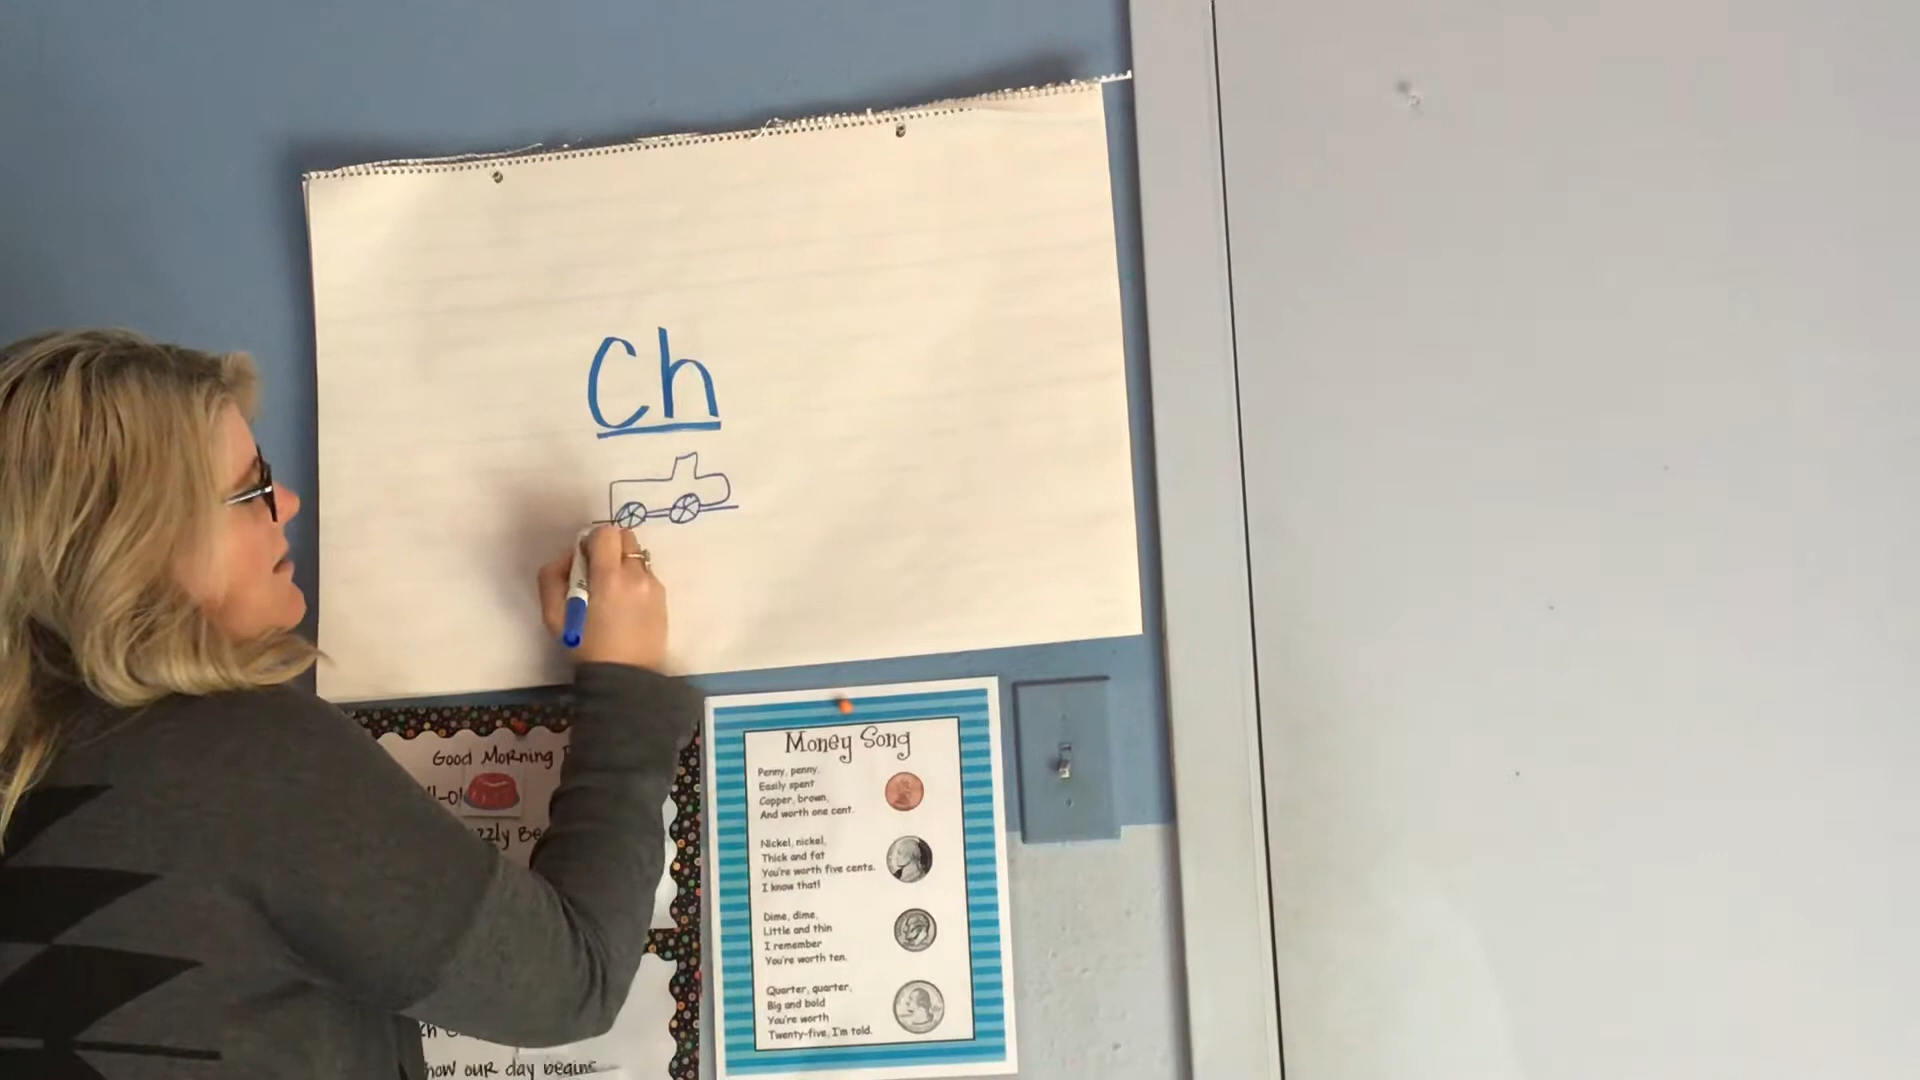 Ch
Good Morning
zzly Be
Money Song
Penny, penny,
Easily spent
Copper, brown,
And worth one cent.
Nickel, nickel,
Thick and fat
You're worth five cents.
I know that!
Dime, dime,
Little and thin
I remember
You're worth ten.
Quarter, quarter,
Big and bold
You're worth
Twenty-five, I'm told.
how our day begins